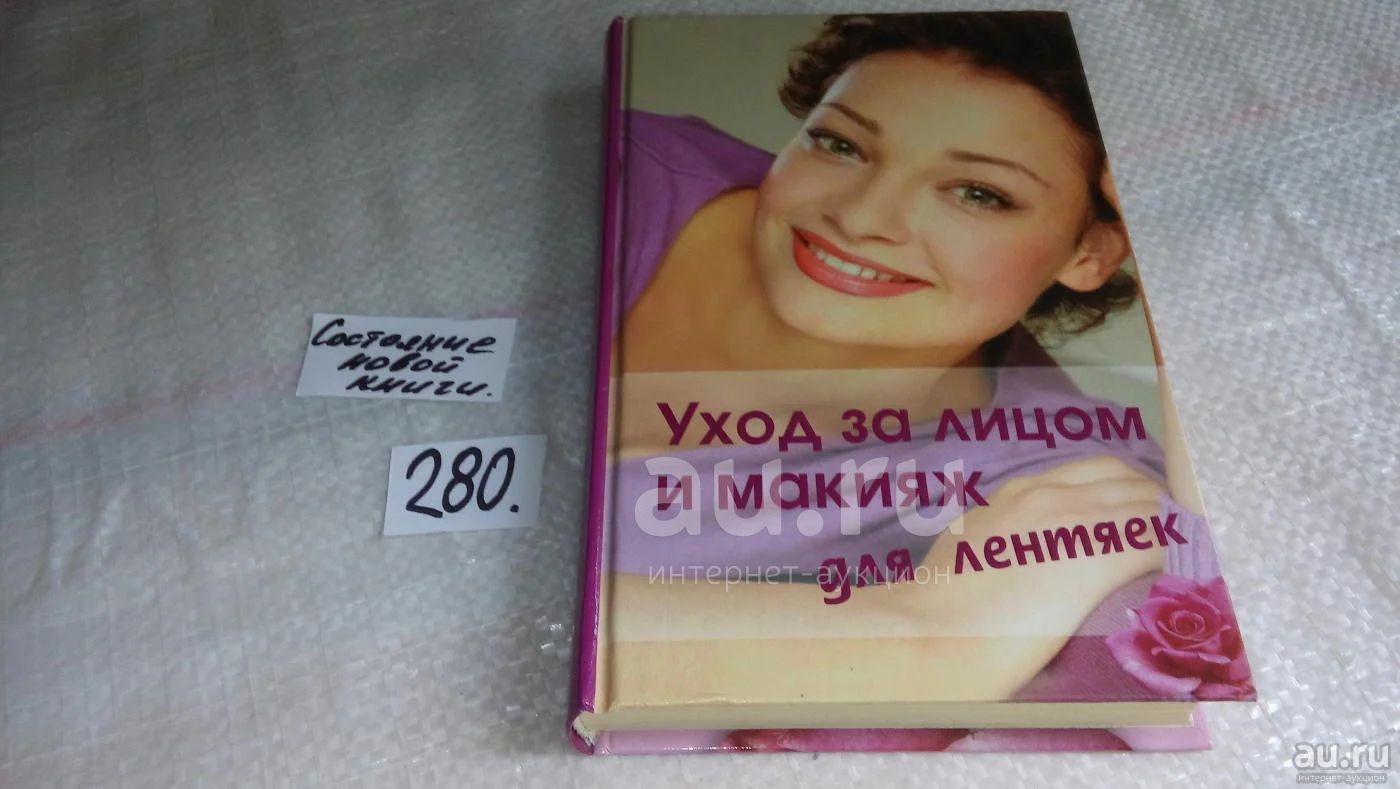 Состояние
новой
книги.
280.
Уход за лицом
и макияж
для лентяек
au.ru
интернет-аукцион
au.ru
интернет-аукцион